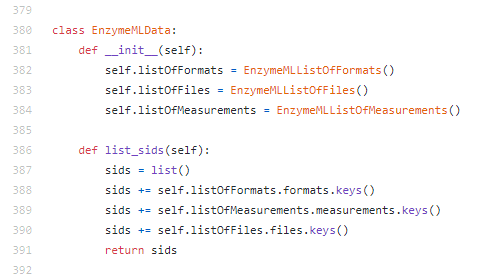 379
380 class EnzymeMLData:
381     def __init__(self):
382         self.listOfFormats = EnzymeMLListOfFormats()
383         self.listOfFiles = EnzymeMLListOfFiles()
384         self.listOfMeasurements = EnzymeMLListOfMeasurements()
385
386     def list_sids(self):
387         sids = list()
388         sids += self.listOfFormats.formats.keys()
389         sids += self.listOfMeasurements.measurements.keys()
390         sids += self.listOfFiles.files.keys()
391         return sids
392